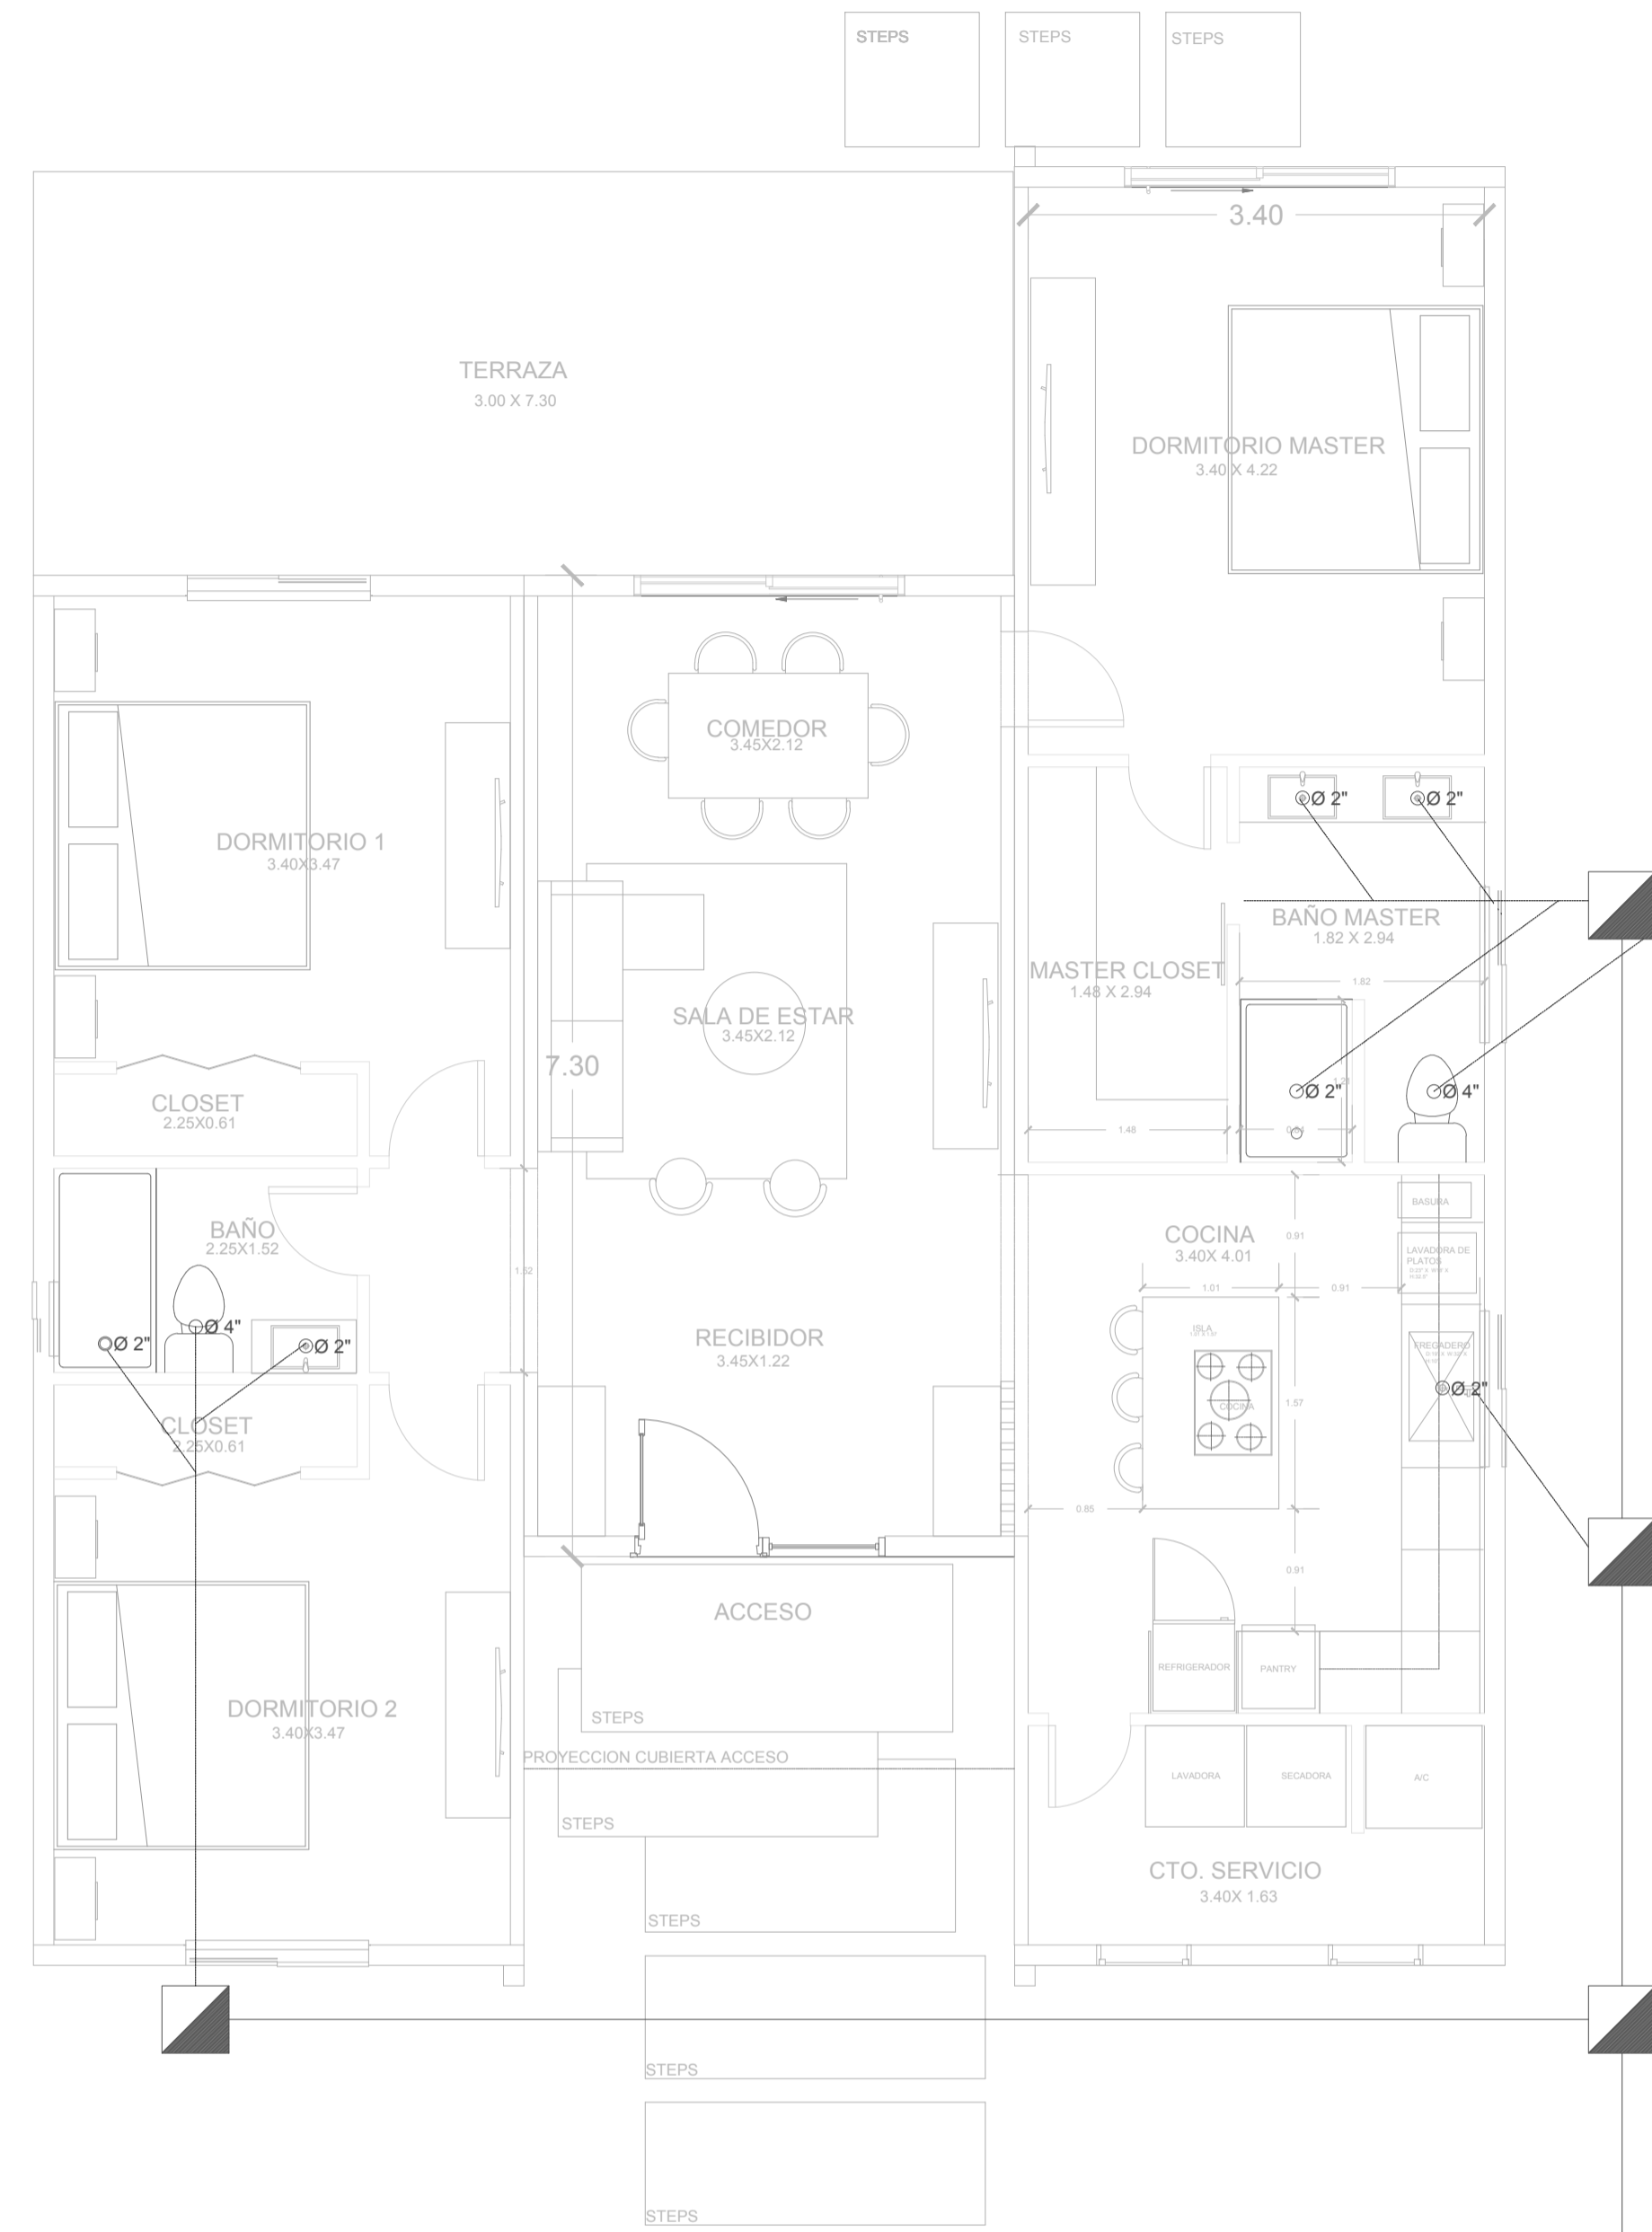 STEPS
STEPS
STEPS
3.40
TERRAZA
3.00 X 7.30
DORMITORIO MASTER
3.40 X 4.22
COMEDOR
3.45X2.12
DORMITORIO 1
3.40X3.47
Ø 2"
Ø 2"
BAÑO MASTER
1.82 X 2.94
1.82
MASTER CLOSET
1.48 X 2.94
SALA DE ESTAR
3.45X2.12
7.30
Ø 2"
Ø 4"
1.48
CLOSET
2.25X0.61
BAÑO
2.25X1.52
1.52
Ø 2"
Ø 4"
Ø 2"
COCINA
3.40X 4.01
0.91
BASURA
LAVADORA DE
PLATOS
1.01
0.91
ISLA
FREGADERO
Ø 2"
COCINA
1.57
0.85
0.91
RECIBIDOR
3.45X1.22
CLOSET
2.25X0.61
ACCESO
STEPS
REFRIGERADOR
PANTRY
DORMITORIO 2
3.40X3.47
PROYECCION CUBIERTA ACCESO
LAVADORA
SECADORA
A/C
STEPS
CTO. SERVICIO
3.40X 1.63
STEPS
STEPS
STEPS